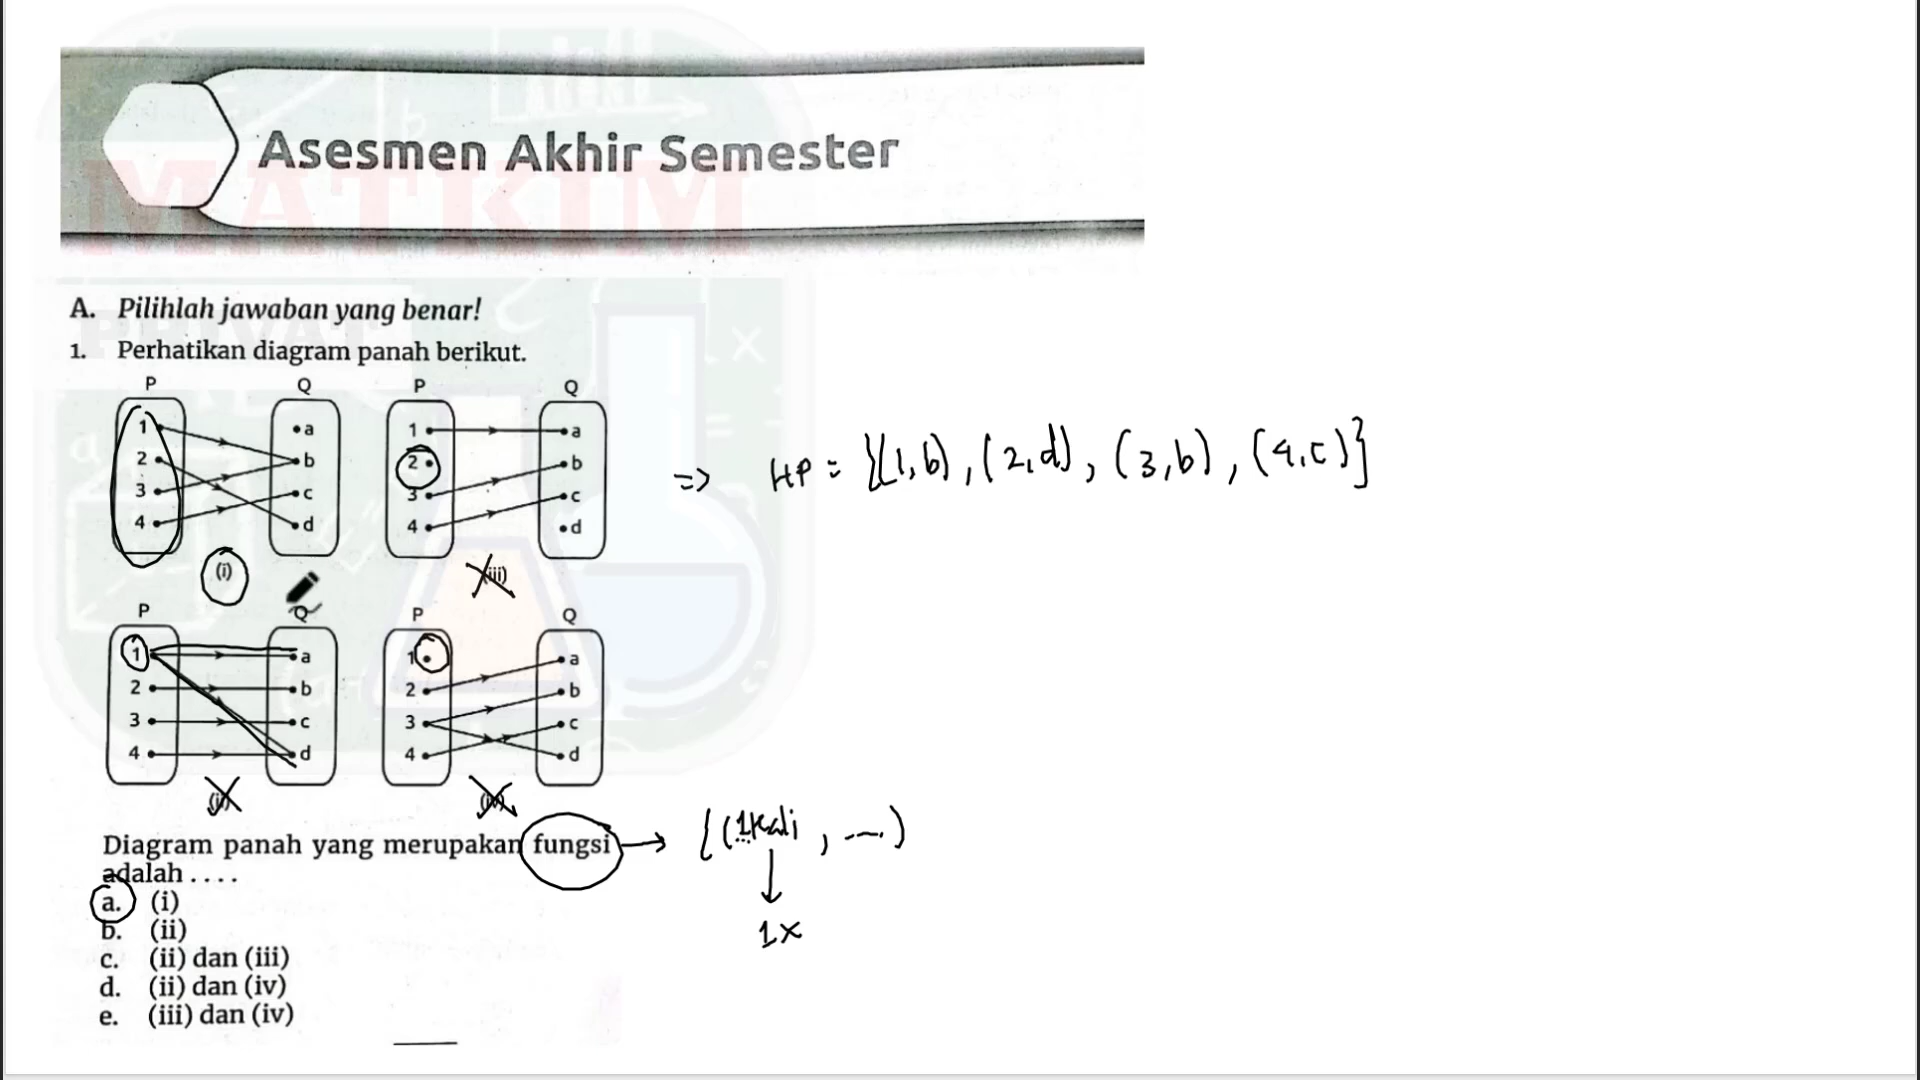 Asesmen Akhir Semester
MATKIM
PRIVAT
A. Pilihlah jawaban yang benar!
1. Perhatikan diagram panah berikut.
P Q P Q
1 a 1 a
2 b 2 b
3 c 3 c
4 d 4 d
=> HP = {(1,b), (2,d), (3,b), (4,c)}
(i) (iii)
P Q P Q
1 a 1 a
2 b 2 b
3 c 3 c
4 d 4 d
(ii) (iv)
Diagram panah yang merupakan fungsi → {(1kali, ....)
adalah . . . .
1x
a. (i)
b. (ii)
c. (ii) dan (iii)
d. (ii) dan (iv)
e. (iii) dan (iv)